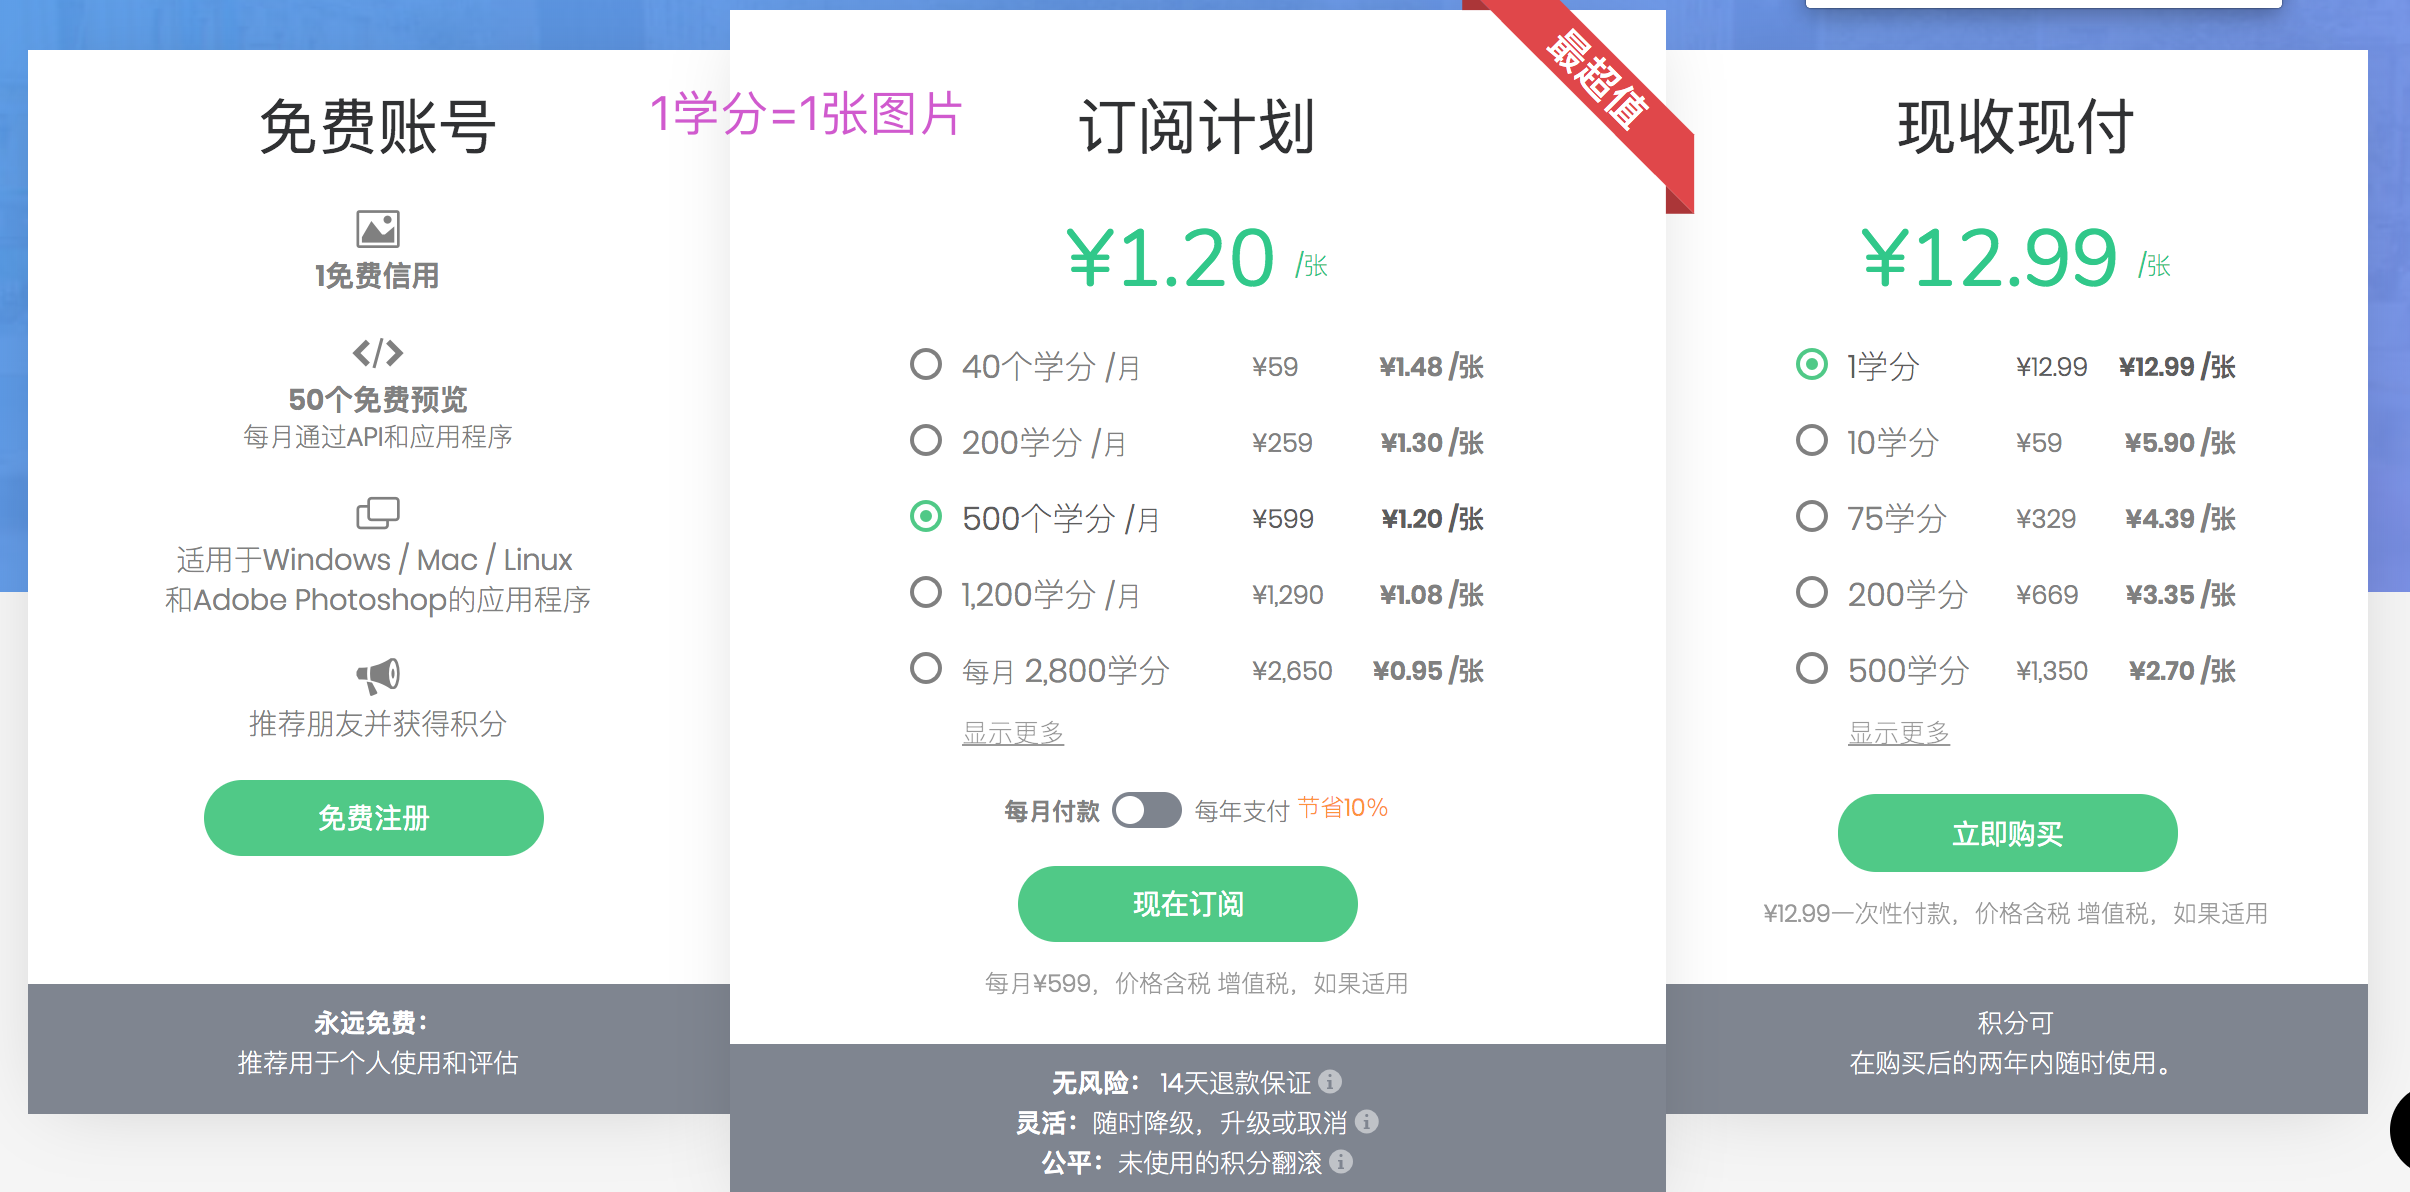 免费账号
1免费信用
50个免费预览
每月通过API和应用程序
适用于Windows / Mac / Linux
和Adobe Photoshop的应用程序
推荐朋友并获得积分
免费注册
永远免费：
推荐用于个人使用和评估
1学分=1张图片
订阅计划
最超值
¥1.20 /张
40个学分 /月 ¥59 ¥1.48 /张
200学分 /月 ¥259 ¥1.30 /张
500个学分 /月 ¥599 ¥1.20 /张
1,200学分 /月 ¥1,290 ¥1.08 /张
每月 2,800学分 ¥2,650 ¥0.95 /张
显示更多
每月付款 每年支付 节省10%
现在订阅
每月¥599，价格含税 增值税，如果适用
无风险： 14天退款保证
灵活：随时降级，升级或取消
公平：未使用的积分翻滚
现收现付
¥12.99 /张
1学分 ¥12.99 ¥12.99 /张
10学分 ¥59 ¥5.90 /张
75学分 ¥329 ¥4.39 /张
200学分 ¥669 ¥3.35 /张
500学分 ¥1,350 ¥2.70 /张
显示更多
立即购买
¥12.99一次性付款，价格含税 增值税，如果适用
积分可
在购买后的两年内随时使用。